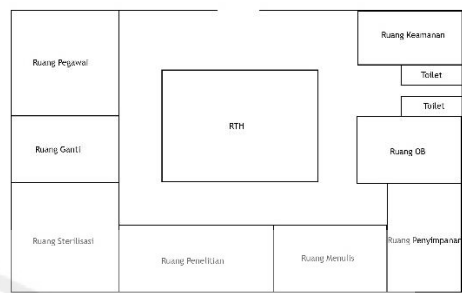 Ruang Keamanan
Ruang Pegawai
Toilet
Toilet
RTH
Ruang Ganti
Ruang OB
Ruang Sterilisasi
Ruang Penelitian
Ruang Menulis
Ruang Penyimpanan